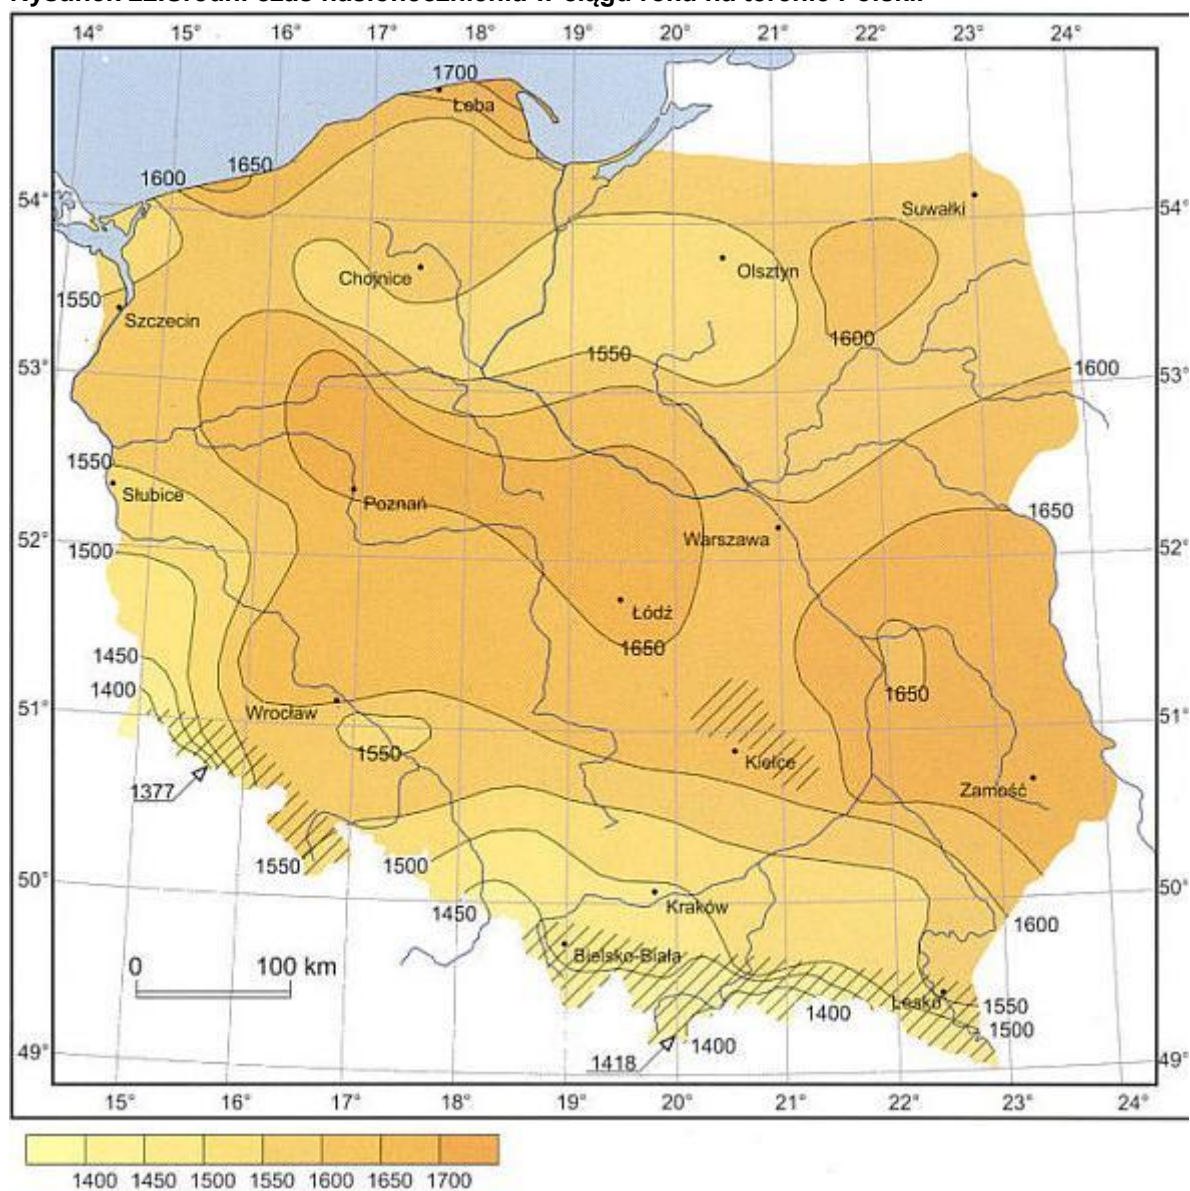 14° 15° 16° 17° 18° 19° 20° 21° 22° 23° 24°
1700
Łeba
1650
1600
54° 54°
Suwałki
Chojnice
Olsztyn
1550
Szczecin
1600
1550
53° 53°
1600
1550
Słubice
Poznań
1650
Warszawa
52° 52°
1500
Łódź
1650
1450
1400
1650
51° 51°
Wrocław
1550
Kielce
1377
Zamość
1550
1500
50° 50°
1450
Kraków
1600
Bielsko-Biała
0 100 km
Lesko
1550
1400
1500
1400
1418
49° 49°
15° 16° 17° 18° 19° 20° 21° 22° 23° 24°
1400 1450 1500 1550 1600 1650 1700